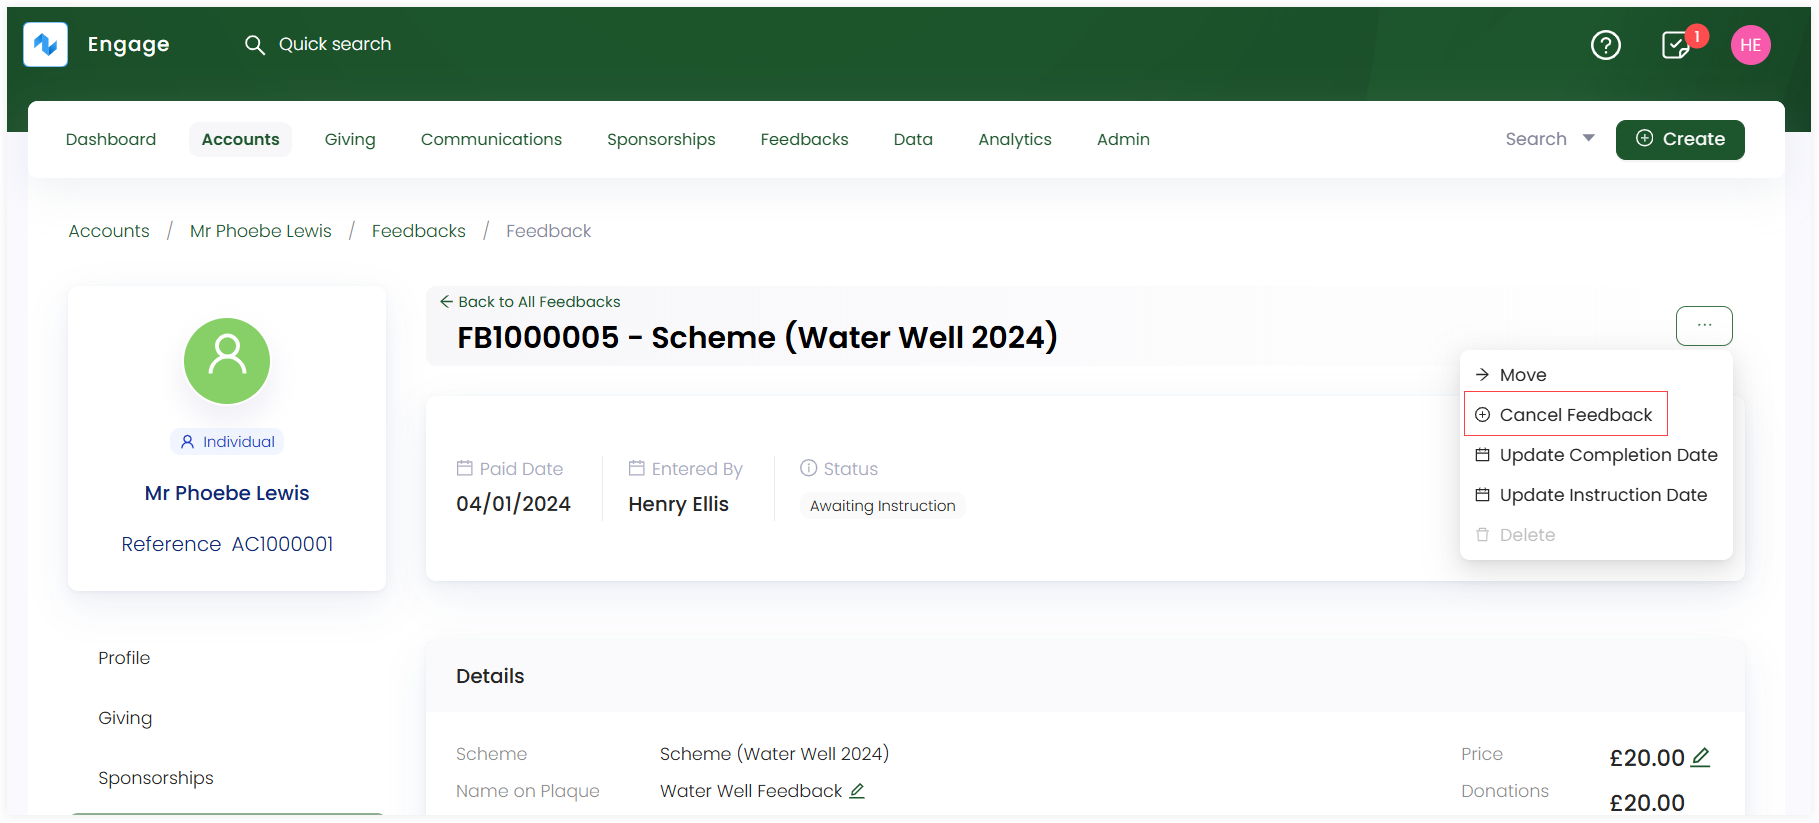 Engage
Quick search
1
HE
Dashboard Accounts Giving Communications Sponsorships Feedbacks Data Analytics Admin
Search
Create
Accounts / Mr Phoebe Lewis / Feedbacks / Feedback
Individual
Mr Phoebe Lewis
Reference AC1000001
Profile
Giving
Sponsorships
Back to All Feedbacks
FB1000005 - Scheme (Water Well 2024)
...
Move
Cancel Feedback
Update Completion Date
Update Instruction Date
Delete
Paid Date
04/01/2024
Entered By
Henry Ellis
Status
Awaiting Instruction
Details
Scheme Scheme (Water Well 2024)
Name on Plaque Water Well Feedback
Price £20.00
Donations £20.00